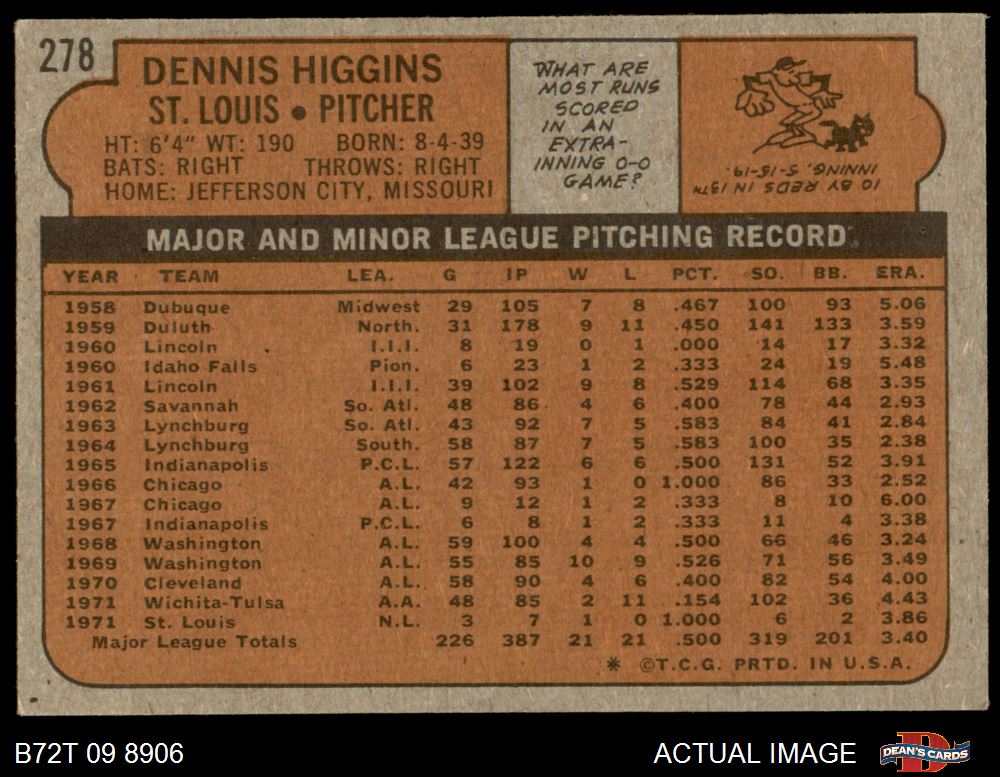 278
DENNIS HIGGINS
ST. LOUIS • PITCHER
HT: 6'4" WT: 190 BORN: 8-4-39
BATS: RIGHT THROWS: RIGHT
HOME: JEFFERSON CITY, MISSOURI
WHAT ARE
MOST RUNS
SCORED
IN AN
EXTRA-
INNING 0-0
GAME?
10 BY REDS IN 13TH
INNING, 5-15-19.
MAJOR AND MINOR LEAGUE PITCHING RECORD
YEAR TEAM LEA. G IP W L PCT. SO. BB. ERA.
1958 Dubuque Midwest 29 105 7 8 .467 100 93 5.06
1959 Duluth North. 31 178 9 11 .450 141 133 3.59
1960 Lincoln I.I.I. 8 19 0 1 .000 14 17 3.32
1960 Idaho Falls Pion. 6 23 1 2 .333 24 19 5.48
1961 Lincoln I.I.I. 39 102 9 8 .529 114 68 3.35
1962 Savannah So. Atl. 48 86 4 6 .400 78 44 2.93
1963 Lynchburg So. Atl. 43 92 7 5 .583 84 41 2.84
1964 Lynchburg South. 58 87 7 5 .583 100 35 2.38
1965 Indianapolis P.C.L. 57 122 6 6 .500 131 52 3.91
1966 Chicago A.L. 42 93 1 0 1.000 86 33 2.52
1967 Chicago A.L. 9 12 1 2 .333 8 10 6.00
1967 Indianapolis P.C.L. 6 8 1 2 .333 11 4 3.38
1968 Washington A.L. 59 100 4 4 .500 66 46 3.24
1969 Washington A.L. 55 85 10 9 .526 71 56 3.49
1970 Cleveland A.L. 58 90 4 6 .400 82 54 4.00
1971 Wichita-Tulsa A.A. 48 85 2 11 .154 102 36 4.43
1971 St. Louis N.L. 3 7 1 0 1.000 6 2 3.86
Major League Totals 226 387 21 21 .500 319 201 3.40
* ©T.C.G. PRTD. IN U.S.A.
B72T 09 8906 ACTUAL IMAGE DEAN'S CARDS